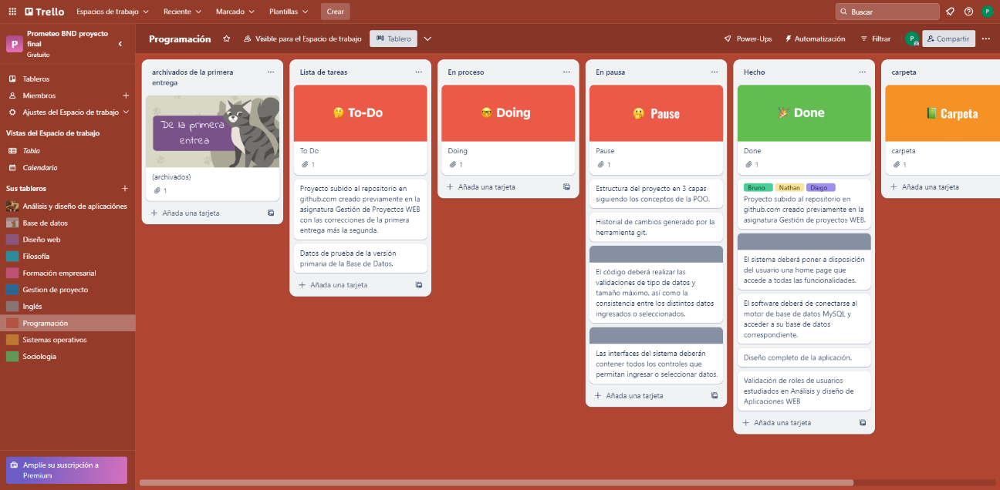 Trello
Espacios de trabajo
Reciente
Marcado
Plantillas
Crear
Buscar
P
P
Prometeo BND proyecto
final
Gratuito
Programación
Visible para el Espacio de trabajo
Tablero
Power-Ups
Automatización
Filtrar
P
Compartir
Tableros
Miembros
Ajustes del Espacio de trabajo
Vistas del Espacio de trabajo
Tabla
Calendario
Sus tableros
Análisis y diseño de aplicaciónes
Base de datos
Diseño web
Filosofía
Formación empresarial
Gestion de proyecto
Inglés
Programación
Sistemas operativos
Sociologia
Amplíe su suscripción a
Premium
archivados de la primera
entrega
De la primera
entrea
(archivados)
1
Añada una tarjeta
Lista de tareas
To-Do
To Do
1
Proyecto subido al repositorio en
github.com creado previamente en la
asignatura Gestión de Proyectos WEB
con las correcciones de la primera
entrega más la segunda.
Datos de prueba de la versión
primaria de la Base de Datos.
Añada una tarjeta
En proceso
Doing
Doing
1
Añada una tarjeta
En pausa
Pause
Pause
1
Estructura del proyecto en 3 capas
siguiendo los conceptos de la POO.
Historial de cambios generado por la
herramienta git.
El código deberá realizar las
validaciones de tipo de datos y
tamaño máximo, así como la
consistencia entre los distintos datos
ingresados o seleccionados.
Las interfaces del sistema deberán
contener todos los controles que
permitan ingresar o seleccionar datos.
Añada una tarjeta
Hecho
Done
Done
1
Bruno
Nathan
Diego
Proyecto subido al repositorio en
github.com creado previamente en la
asignatura Gestión de proyectos WEB.
El sistema deberá poner a disposición
del usuario una home page que
accede a todas las funcionalidades.
El software deberá de conectarse al
motor de base de datos MySQL y
acceder a su base de datos
correspondiente.
Diseño completo de la aplicación.
Validación de roles de usuarios
estudiados en Análisis y diseño de
Aplicaciones WEB
Añada una tarjeta
carpeta
Carpeta
carpeta
1
Añada una tarjeta